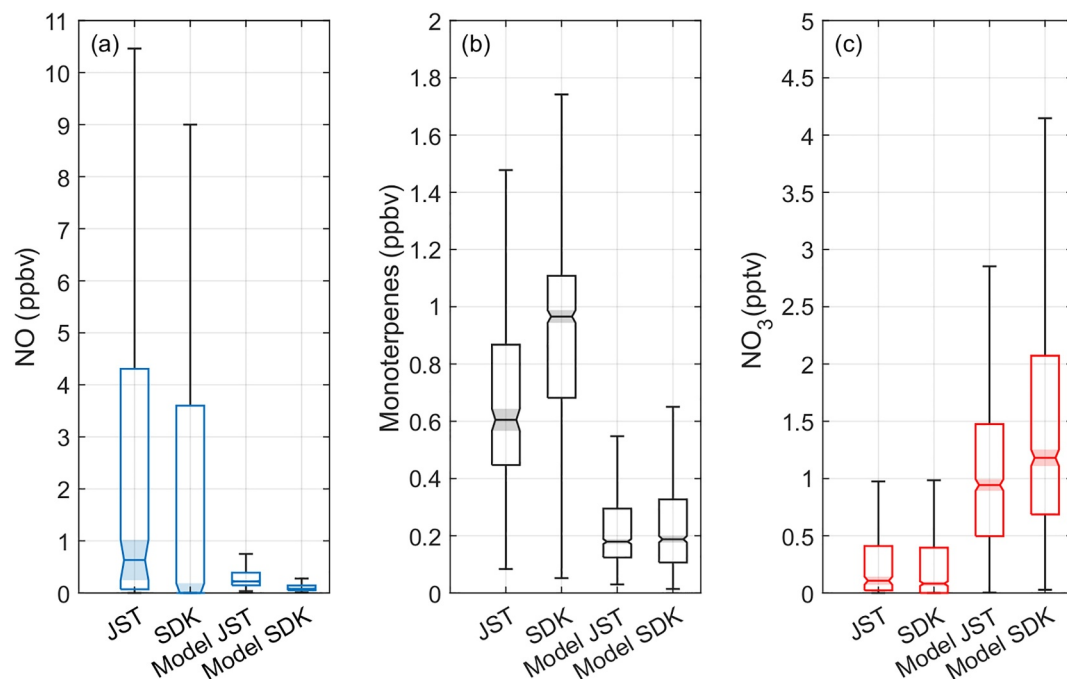 (a)
NO (ppbv)
11
10
9
8
7
6
5
4
3
2
1
0
JST
SDK
Model JST
Model SDK
(b)
Monoterpenes (ppbv)
2
1.8
1.6
1.4
1.2
1
0.8
0.6
0.4
0.2
0
JST
SDK
Model JST
Model SDK
(c)
NO3 (pptv)
5
4.5
4
3.5
3
2.5
2
1.5
1
0.5
0
JST
SDK
Model JST
Model SDK